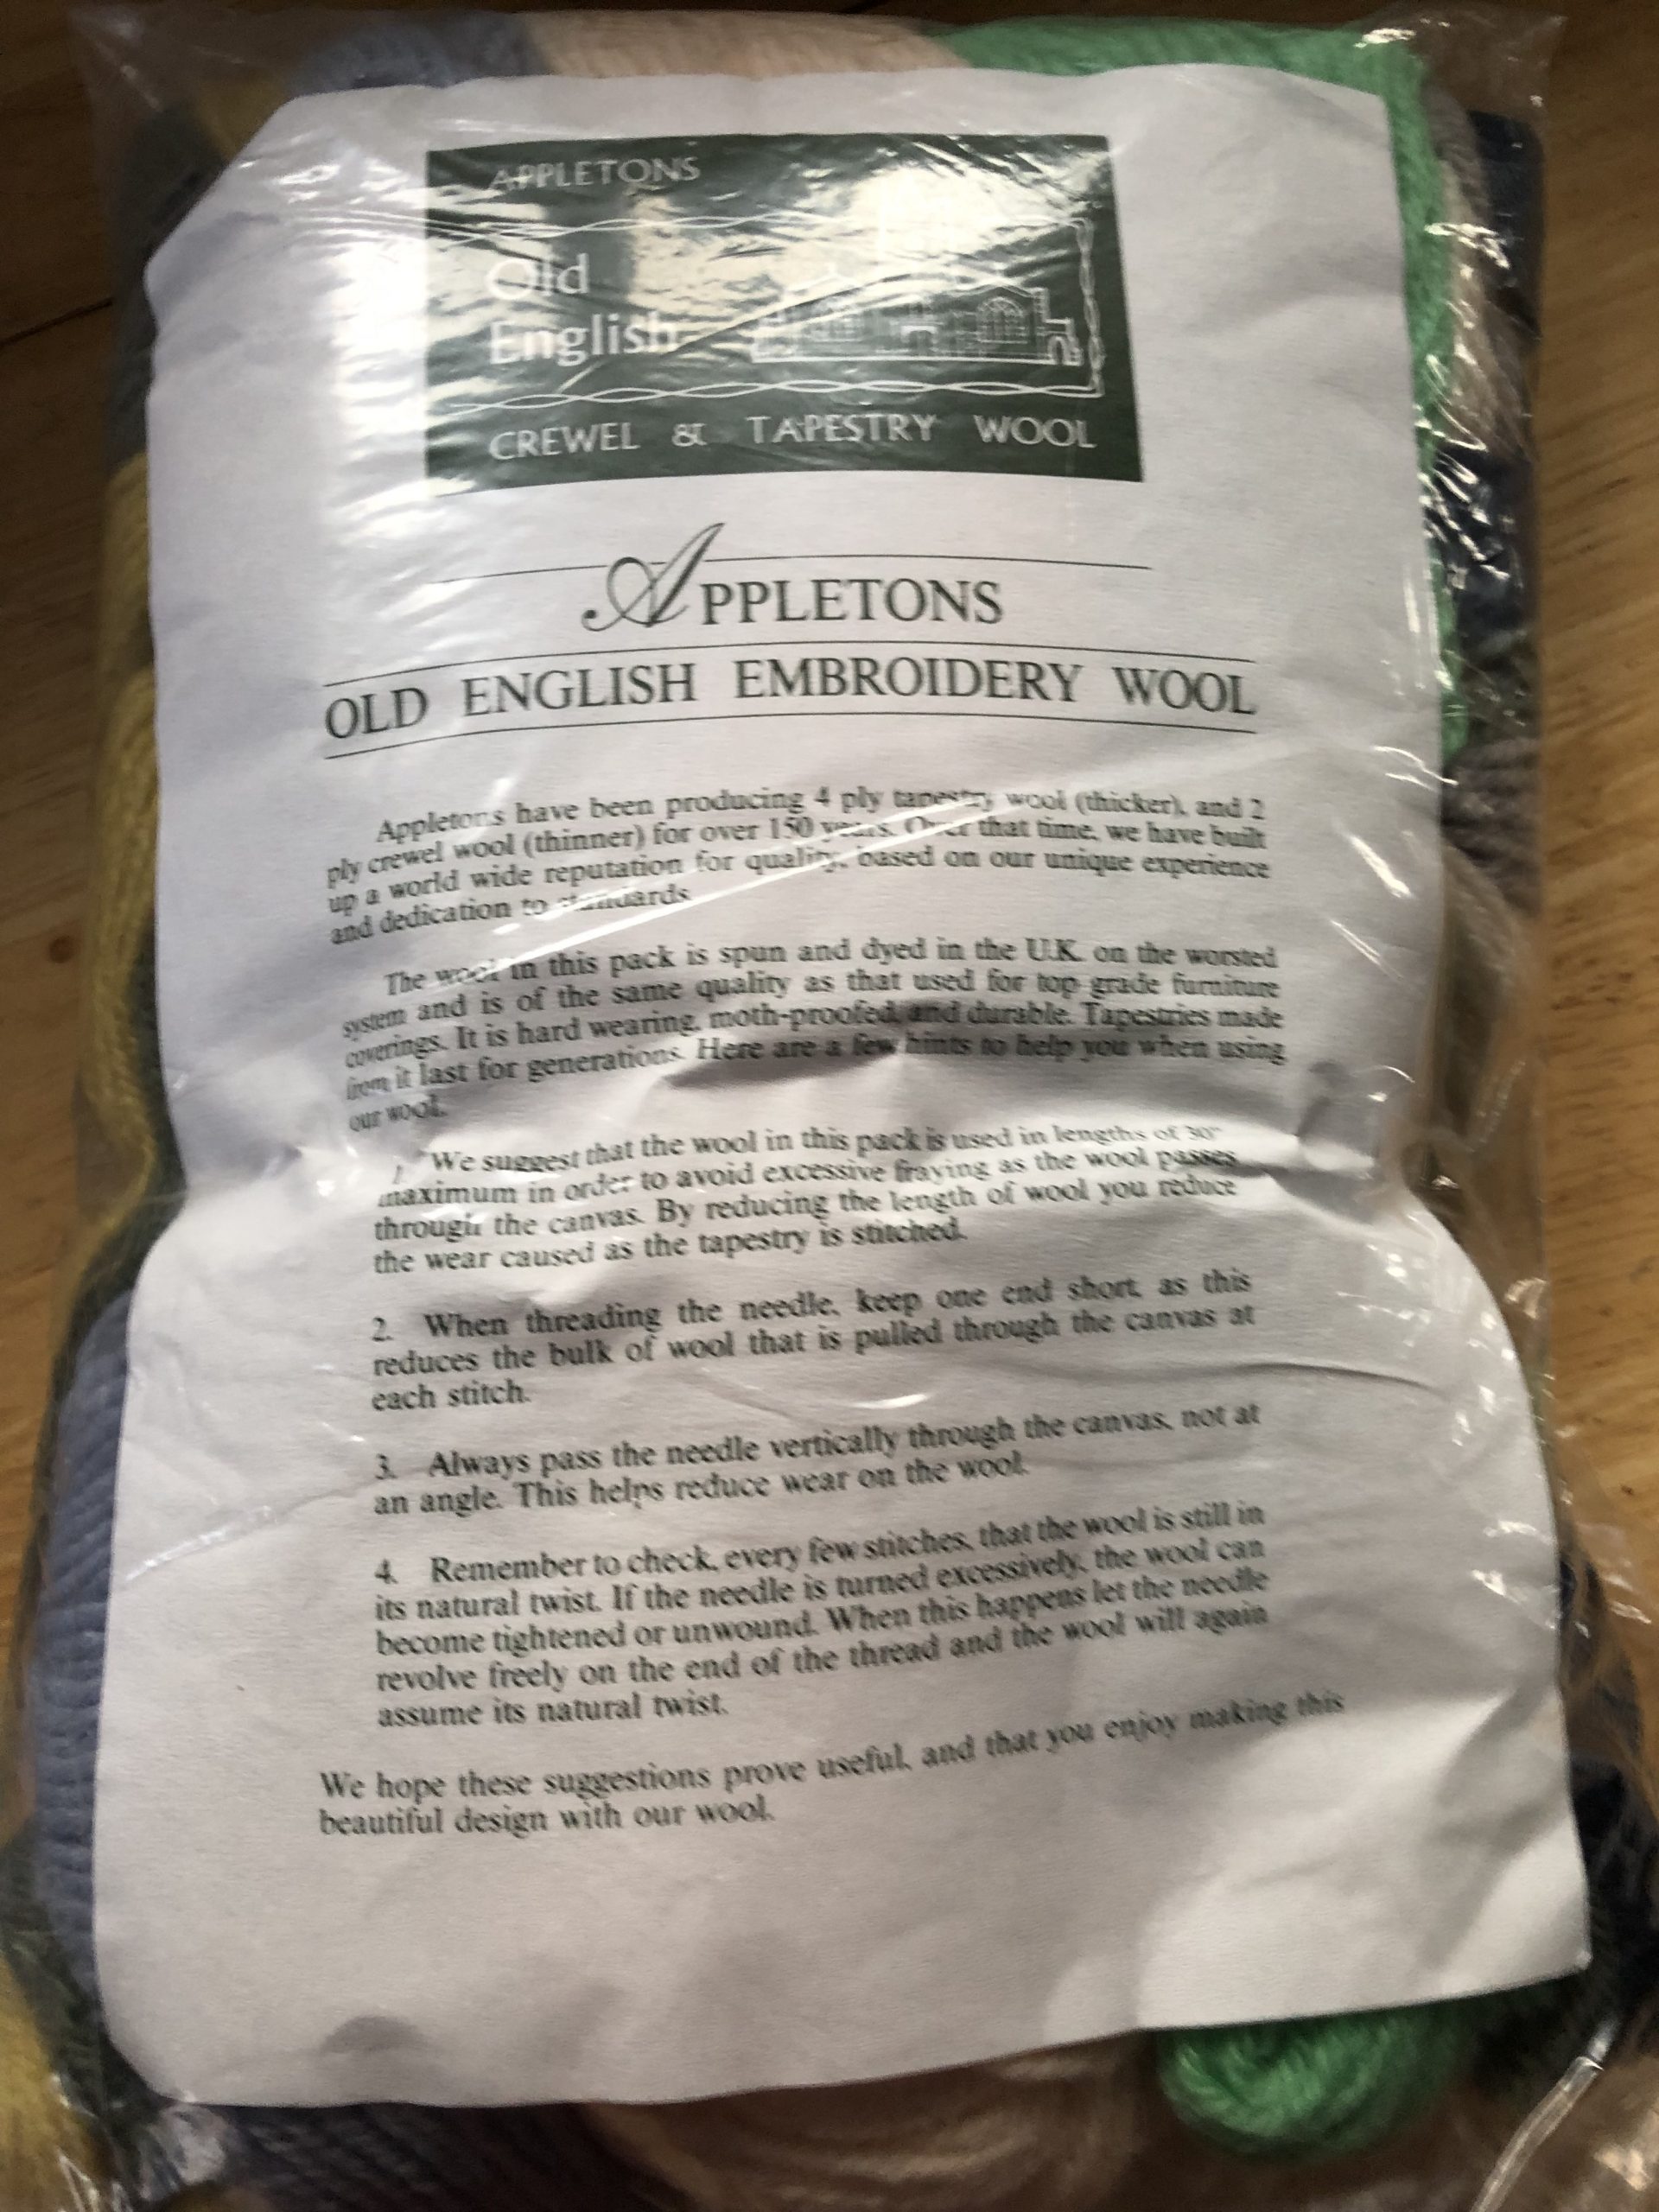 APPLETONS
Old
English
CREWEL & TAPESTRY WOOL
APPLETONS
OLD ENGLISH EMBROIDERY WOOL
Appletons have been producing 4 ply tapestry wool (thicker), and 2
ply crewel wool (thinner) for over 150 years. Over that time, we have built
up a world wide reputation for quality, based on our unique experience
and dedication to standards
The wool in this pack is spun and dyed in the U.K. on the worsted
system and is of the same quality as that used for top grade furniture
coverings. It is hard wearing, moth-proofed, and durable. Tapestries made
from it last for generations. Here are a few hints to help you when using
our wool.
1. We suggest that the wool in this pack is used in lengths of 30"
maximum in order to avoid excessive fraying as the wool passes
through the canvas. By reducing the length of wool you reduce
the wear caused as the tapestry is stitched.
2. When threading the needle, keep one end short, as this
reduces the bulk of wool that is pulled through the canvas at
each stitch.
3. Always pass the needle vertically through the canvas, not at
an angle. This helps reduce wear on the wool.
4. Remember to check, every few stitches, that the wool is still in
its natural twist. If the needle is turned excessively, the wool can
become tightened or unwound. When this happens let the needle
revolve freely on the end of the thread and the wool will again
assume its natural twist.
We hope these suggestions prove useful, and that you enjoy making this
beautiful design with our wool.